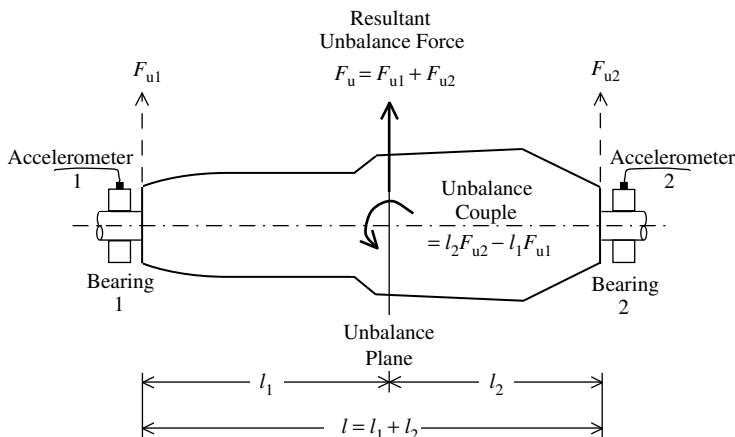 Resultant
Unbalance Force
F_u = F_u1 + F_u2
F_u1
F_u2
Accelerometer
1
Accelerometer
2
Unbalance
Couple
= l_2F_u2 − l_1F_u1
Bearing
1
Bearing
2
Unbalance
Plane
l_1
l_2
l = l_1 + l_2